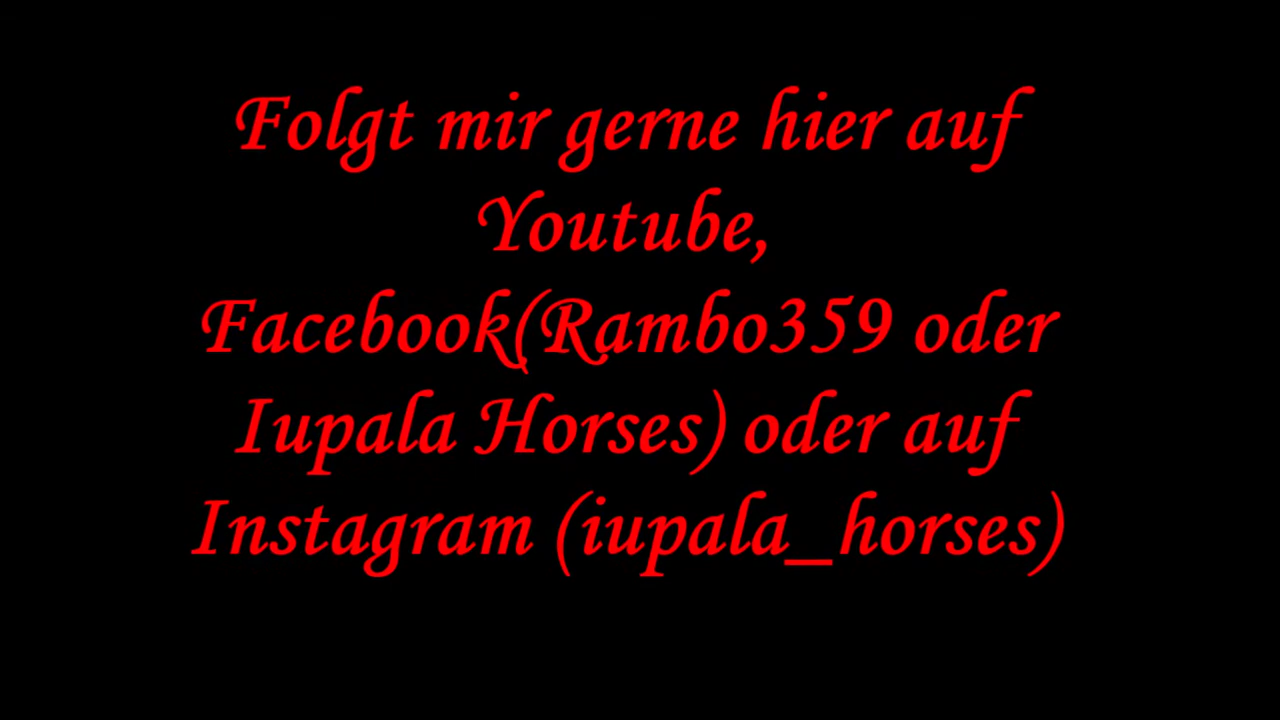 Folgt mir gerne hier auf
Youtube,
Facebook(Rambo359 oder
Iupala Horses) oder auf
Instagram (iupala_horses)